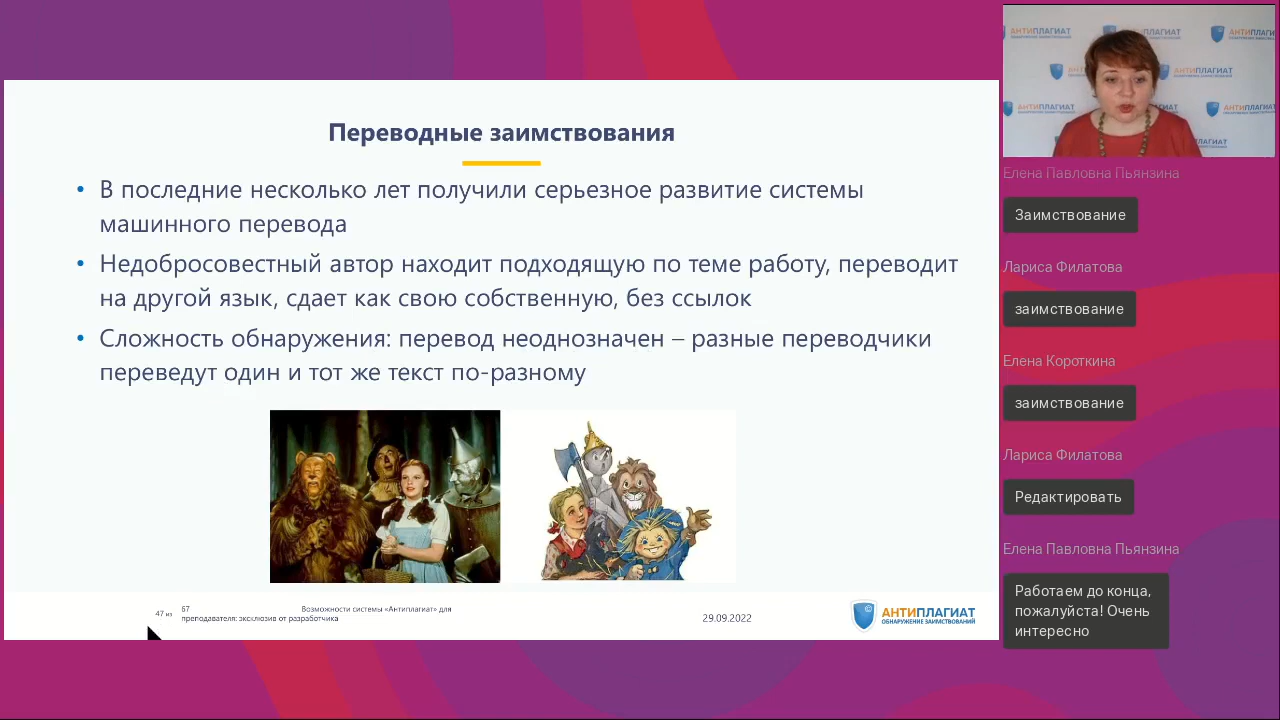 Переводные заимствования
• В последние несколько лет получили серьезное развитие системы
машинного перевода
• Недобросовестный автор находит подходящую по теме работу, переводит
на другой язык, сдает как свою собственную, без ссылок
• Сложность обнаружения: перевод неоднозначен – разные переводчики
переведут один и тот же текст по-разному
47 из 67
Возможности системы «Антиплагиат» для
преподавателя: эксклюзив от разработчика
29.09.2022
АНТИПЛАГИАТ
ОБНАРУЖЕНИЕ ЗАИМСТВОВАНИЙ
АНТИПЛАГИАТ
АНТИПЛАГИАТ
АНТИПЛАГИАТ
Елена Павловна Пьянзина
Заимствование
Лариса Филатова
заимствование
Елена Короткина
заимствование
Лариса Филатова
Редактировать
Елена Павловна Пьянзина
Работаем до конца,
пожалуйста! Очень
интересно